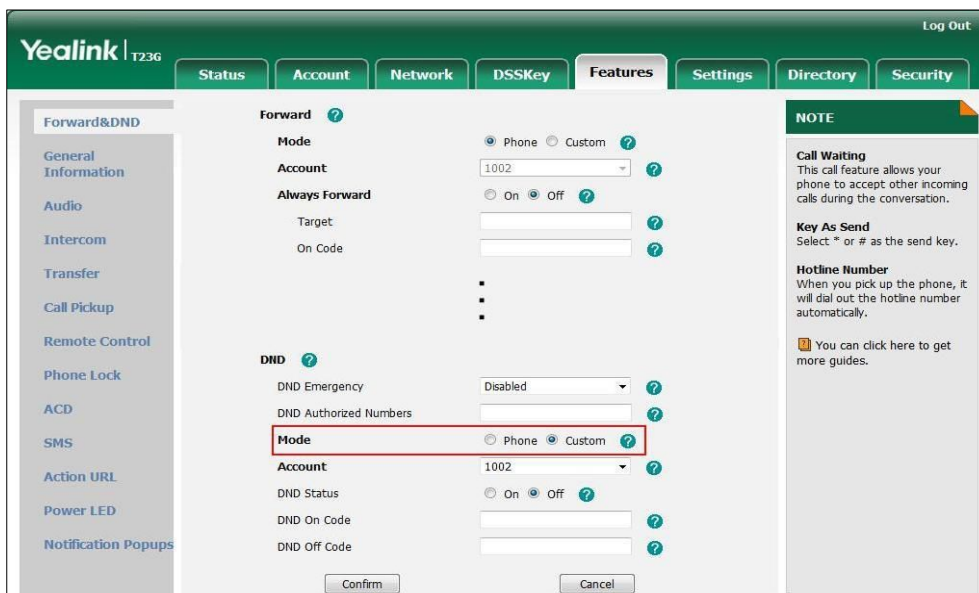 Log Out
Yealink T23G
Status Account Network DSSKey Features Settings Directory Security
Forward&DND
General
Information
Audio
Intercom
Transfer
Call Pickup
Remote Control
Phone Lock
ACD
SMS
Action URL
Power LED
Notification Popups
Forward ?
Mode Phone Custom ?
Account 1002 ?
Always Forward On Off ?
Target ?
On Code ?
DND ?
DND Emergency Disabled ?
DND Authorized Numbers ?
Mode Phone Custom ?
Account 1002 ?
DND Status On Off ?
DND On Code ?
DND Off Code ?
Confirm Cancel
NOTE
Call Waiting
This call feature allows your
phone to accept other incoming
calls during the conversation.
Key As Send
Select * or # as the send key.
Hotline Number
When you pick up the phone, it
will dial out the hotline number
automatically.
? You can click here to get
more guides.